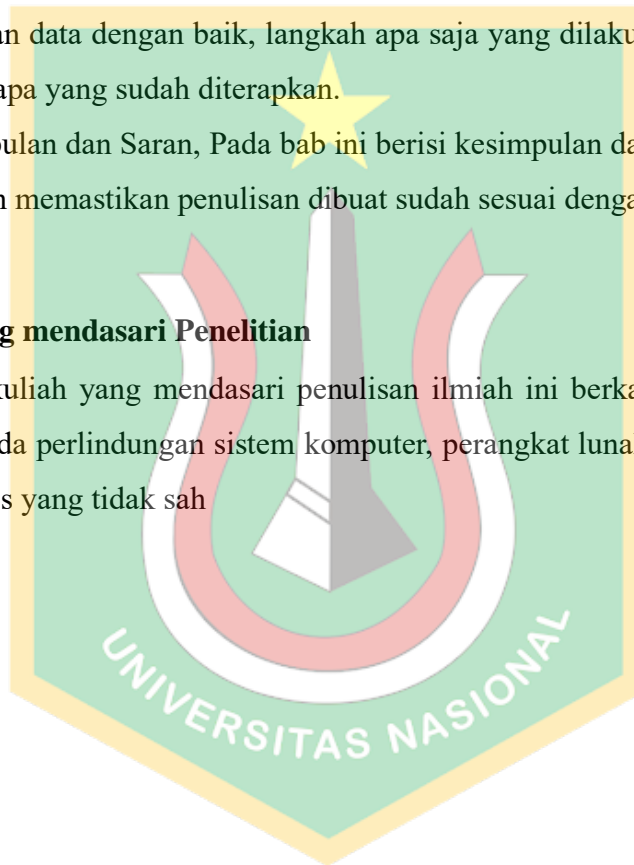 an data dengan baik, langkah apa saja yang dilaku
apa yang sudah diterapkan.
pulan dan Saran, Pada bab ini berisi kesimpulan da
n memastikan penulisan dibuat sudah sesuai denga
g mendasari Penelitian
kuliah yang mendasari penulisan ilmiah ini berka
da perlindungan sistem komputer, perangkat luna
s yang tidak sah
UNIVERSITAS NASIONAL